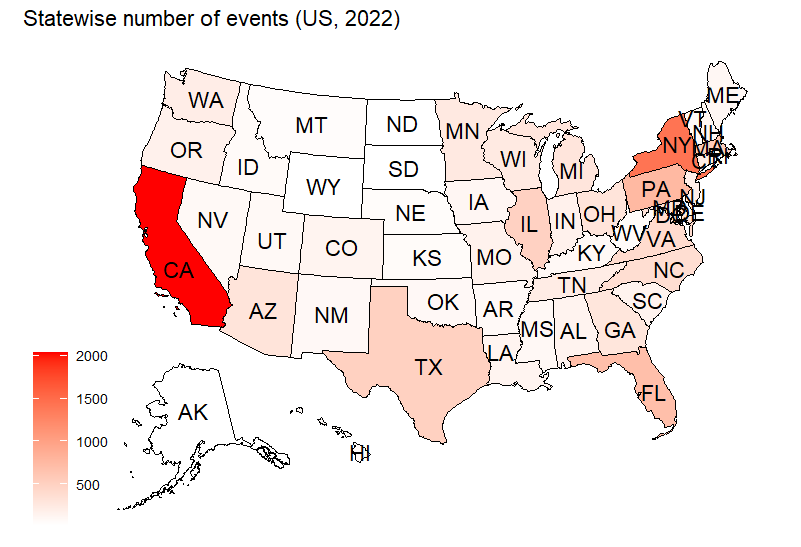 Statewise number of events (US, 2022)
ME
WA
VT
MT
ND
NH
MN
OR
NY
MA
WI
RI
CT
ID
SD
MI
WY
PA
IA
NJ
NE
OH
MD
DE
NV
IL
IN
DC
UT
CO
WV
VA
KS
MO
KY
CA
NC
TN
OK
AZ
NM
AR
SC
MS
AL
GA
LA
TX
FL
AK
HI
2000
1500
1000
500